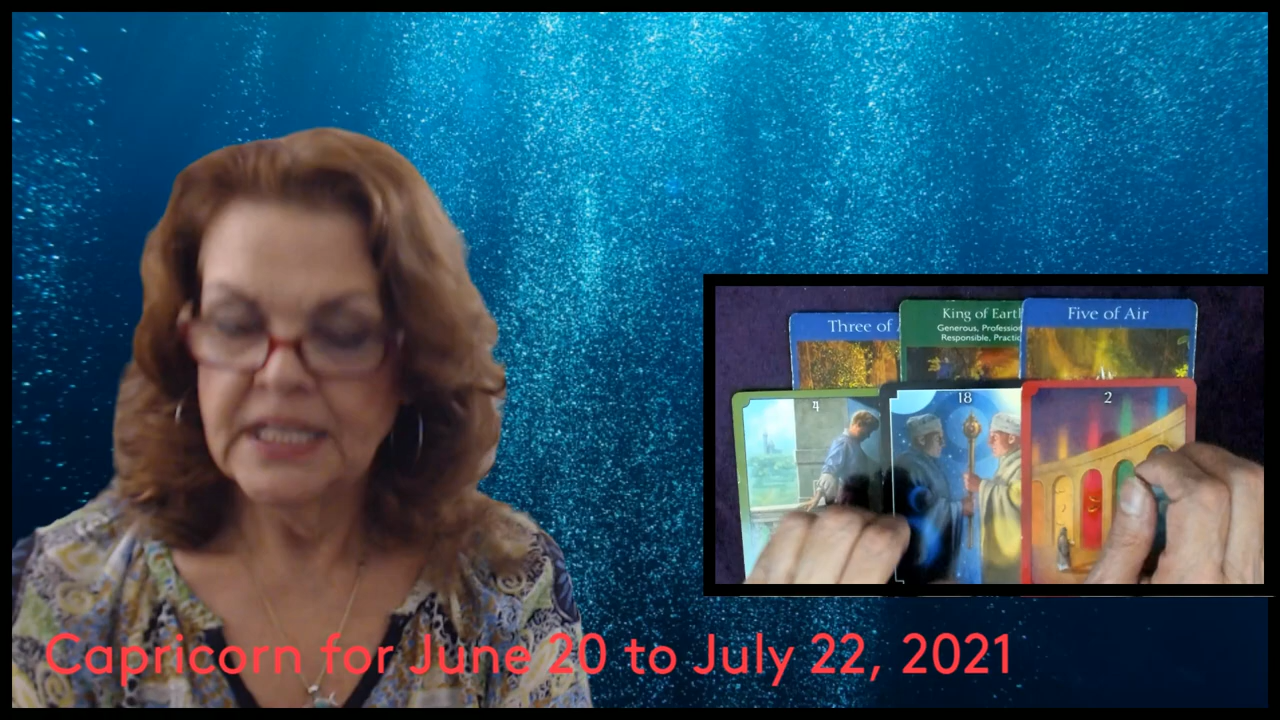 Three of
King of Earth
Generous, Profession
Responsible, Practic
Five of Air
4
18
2
Capricorn for June 20 to July 22, 2021